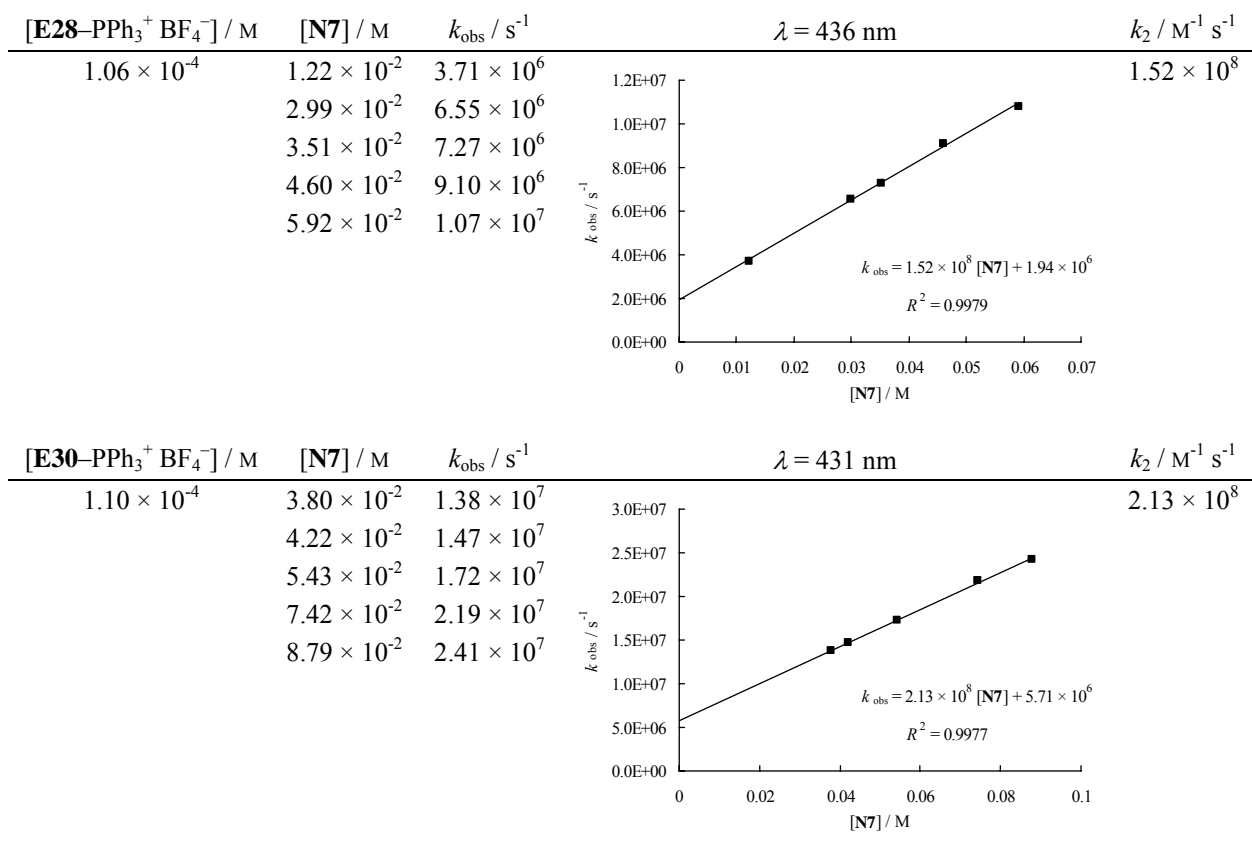 [E28–PPh₃⁺ BF₄⁻] / M [N7] / M k_obs / s⁻¹ λ = 436 nm k₂ / M⁻¹ s⁻¹
1.06 × 10⁻⁴ 1.22 × 10⁻² 3.71 × 10⁶ 1.52 × 10⁸
2.99 × 10⁻² 6.55 × 10⁶
3.51 × 10⁻² 7.27 × 10⁶
4.60 × 10⁻² 9.10 × 10⁶
5.92 × 10⁻² 1.07 × 10⁷
1.2E+07
1.0E+07
8.0E+06
6.0E+06
4.0E+06
2.0E+06
0.0E+00
k obs / s⁻¹
k obs = 1.52 × 10⁸ [N7] + 1.94 × 10⁶
R² = 0.9979
0 0.01 0.02 0.03 0.04 0.05 0.06 0.07
[N7] / M
[E30–PPh₃⁺ BF₄⁻] / M [N7] / M k_obs / s⁻¹ λ = 431 nm k₂ / M⁻¹ s⁻¹
1.10 × 10⁻⁴ 3.80 × 10⁻² 1.38 × 10⁷ 2.13 × 10⁸
4.22 × 10⁻² 1.47 × 10⁷
5.43 × 10⁻² 1.72 × 10⁷
7.42 × 10⁻² 2.19 × 10⁷
8.79 × 10⁻² 2.41 × 10⁷
3.0E+07
2.5E+07
2.0E+07
1.5E+07
1.0E+07
5.0E+06
0.0E+00
k obs / s⁻¹
k obs = 2.13 × 10⁸ [N7] + 5.71 × 10⁶
R² = 0.9977
0 0.02 0.04 0.06 0.08 0.1
[N7] / M